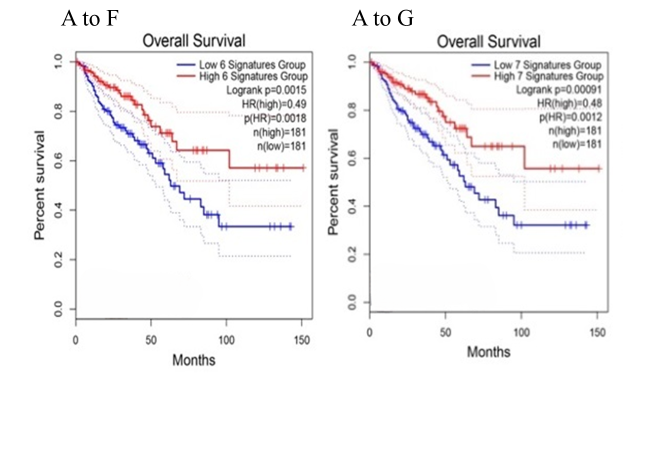 A to F
Overall Survival
Low 6 Signatures Group
High 6 Signatures Group
Logrank p=0.0015
HR(high)=0.49
p(HR)=0.0018
n(high)=181
n(low)=181
Percent survival
1.0
0.8
0.6
0.4
0.2
0.0
0
50
100
150
Months
A to G
Overall Survival
Low 7 Signatures Group
High 7 Signatures Group
Logrank p=0.00091
HR(high)=0.48
p(HR)=0.0012
n(high)=181
n(low)=181
Percent survival
1.0
0.8
0.6
0.4
0.2
0.0
0
50
100
150
Months